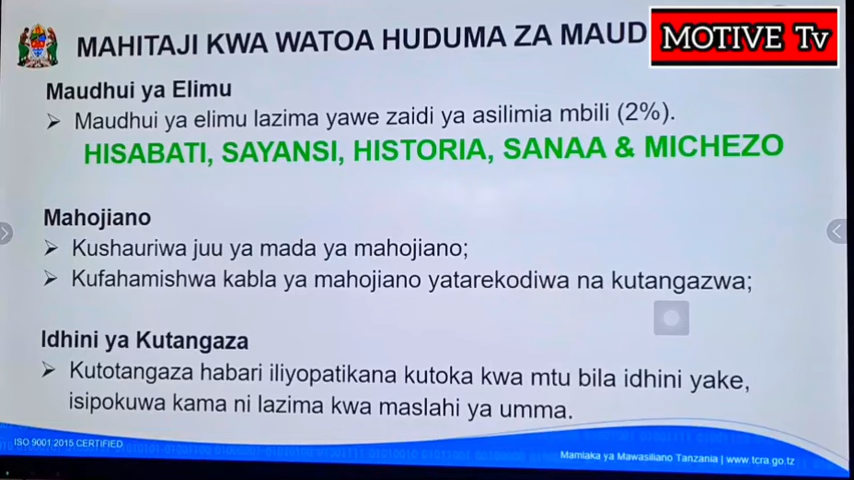 MAHITAJI KWA WATOA HUDUMA ZA MAUD
MOTIVE Tv
Maudhui ya Elimu
➢ Maudhui ya elimu lazima yawe zaidi ya asilimia mbili (2%).
HISABATI, SAYANSI, HISTORIA, SANAA & MICHEZO
Mahojiano
➢ Kushauriwa juu ya mada ya mahojiano;
➢ Kufahamishwa kabla ya mahojiano yatarekodiwa na kutangazwa;
Idhini ya Kutangaza
➢ Kutotangaza habari iliyopatikana kutoka kwa mtu bila idhini yake,
isipokuwa kama ni lazima kwa maslahi ya umma.
ISO 9001:2015 CERTIFIED
Mamlaka ya Mawasiliano Tanzania | www.tcra.go.tz